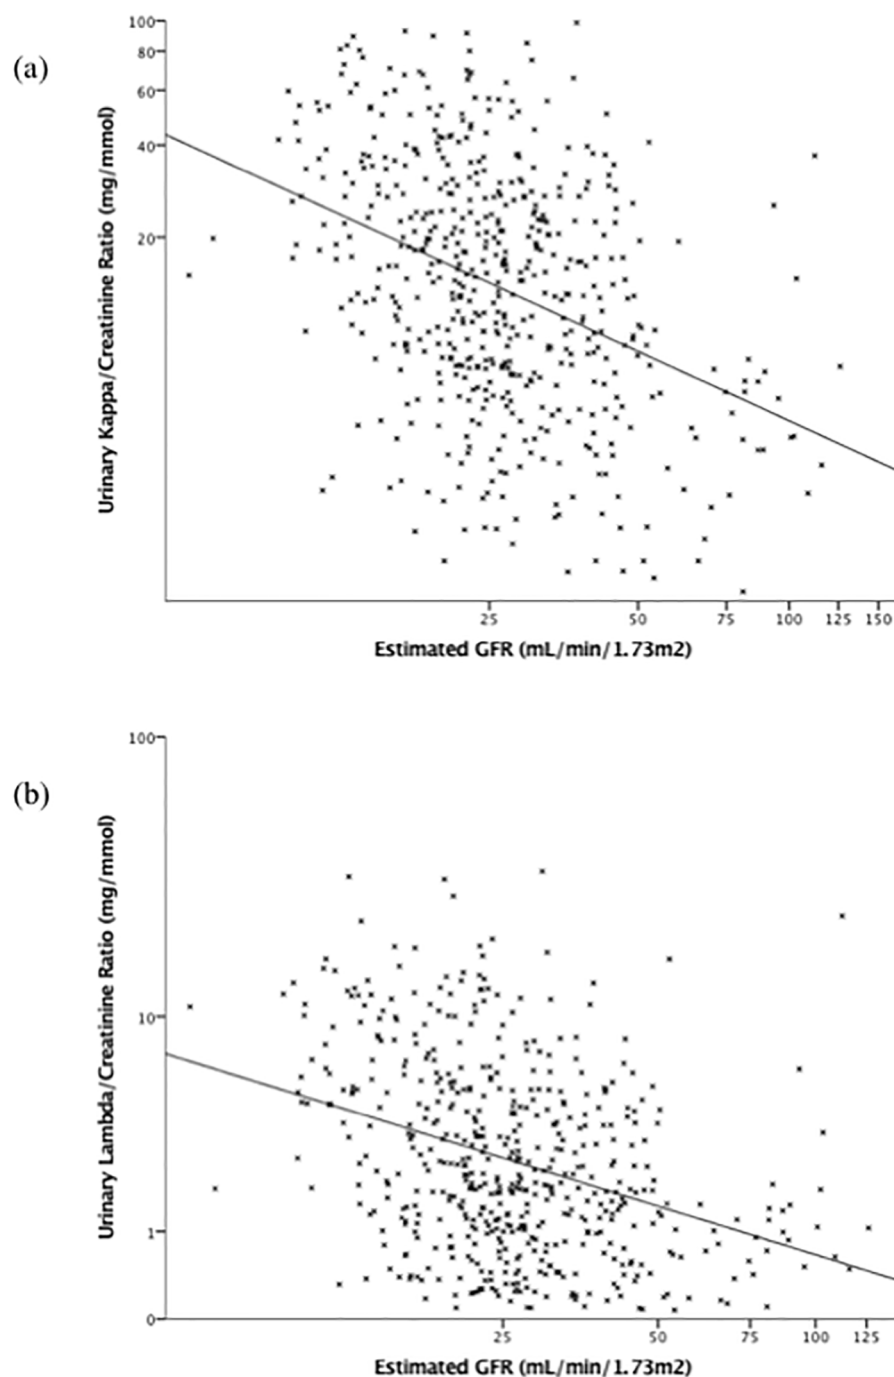 (a)
Urinary Kappa/Creatinine Ratio (mg/mmol)
100
80
60
40
20
25 50 75 100 125 150
Estimated GFR (mL/min/1.73m2)
(b)
Urinary Lambda/Creatinine Ratio (mg/mmol)
100
10
1
0
25 50 75 100 125
Estimated GFR (mL/min/1.73m2)